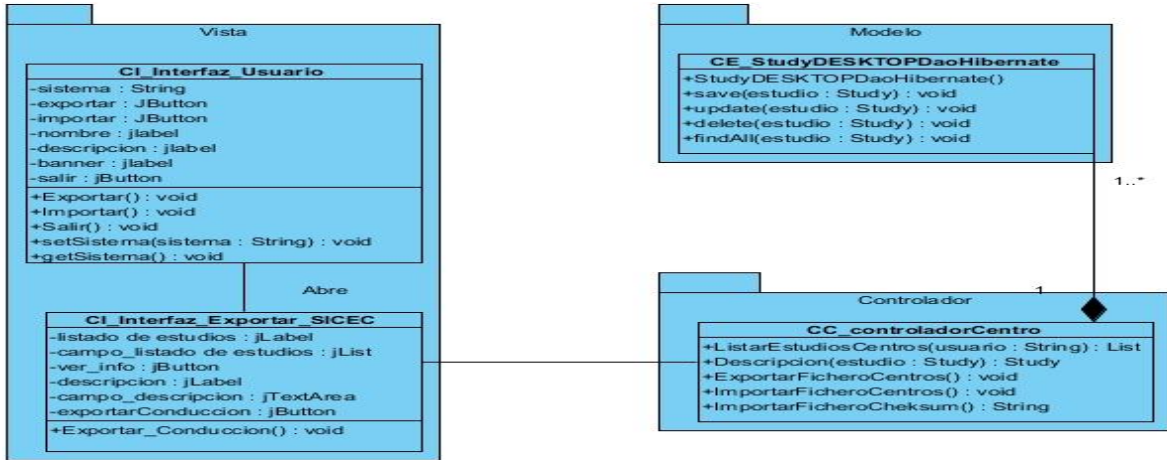 Vista
CI_Interfaz_Usuario
-sistema : String
-exportar : JButton
-importar : JButton
-nombre : jlabel
-descripcion : jlabel
-banner : jlabel
-salir : jButton
+Exportar() : void
+Importar() : void
+Salir() : void
+setSistema(sistema : String) : void
+getSistema() : void
Abre
CI_Interfaz_Exportar_SICEC
-listado de estudios : jLabel
-campo_listado de estudios : jList
-ver_info : jButton
-descripcion : jLabel
-campo_descripcion : jTextArea
-exportarConduccion : jButton
+Exportar_Conduccion() : void
Modelo
CE_StudyDESKTOPDaoHibernate
+StudyDESKTOPDaoHibernate()
+save(estudio : Study) : void
+update(estudio : Study) : void
+delete(estudio : Study) : void
+findAll(estudio : Study) : void
1..*
1
Controlador
CC_controladorCentro
+ListarEstudiosCentros(usuario : String) : List
+Descripcion(estudio : Study) : Study
+ExportarFicheroCentros() : void
+ImportarFicheroCentros() : void
+ImportarFicheroCheksum() : String